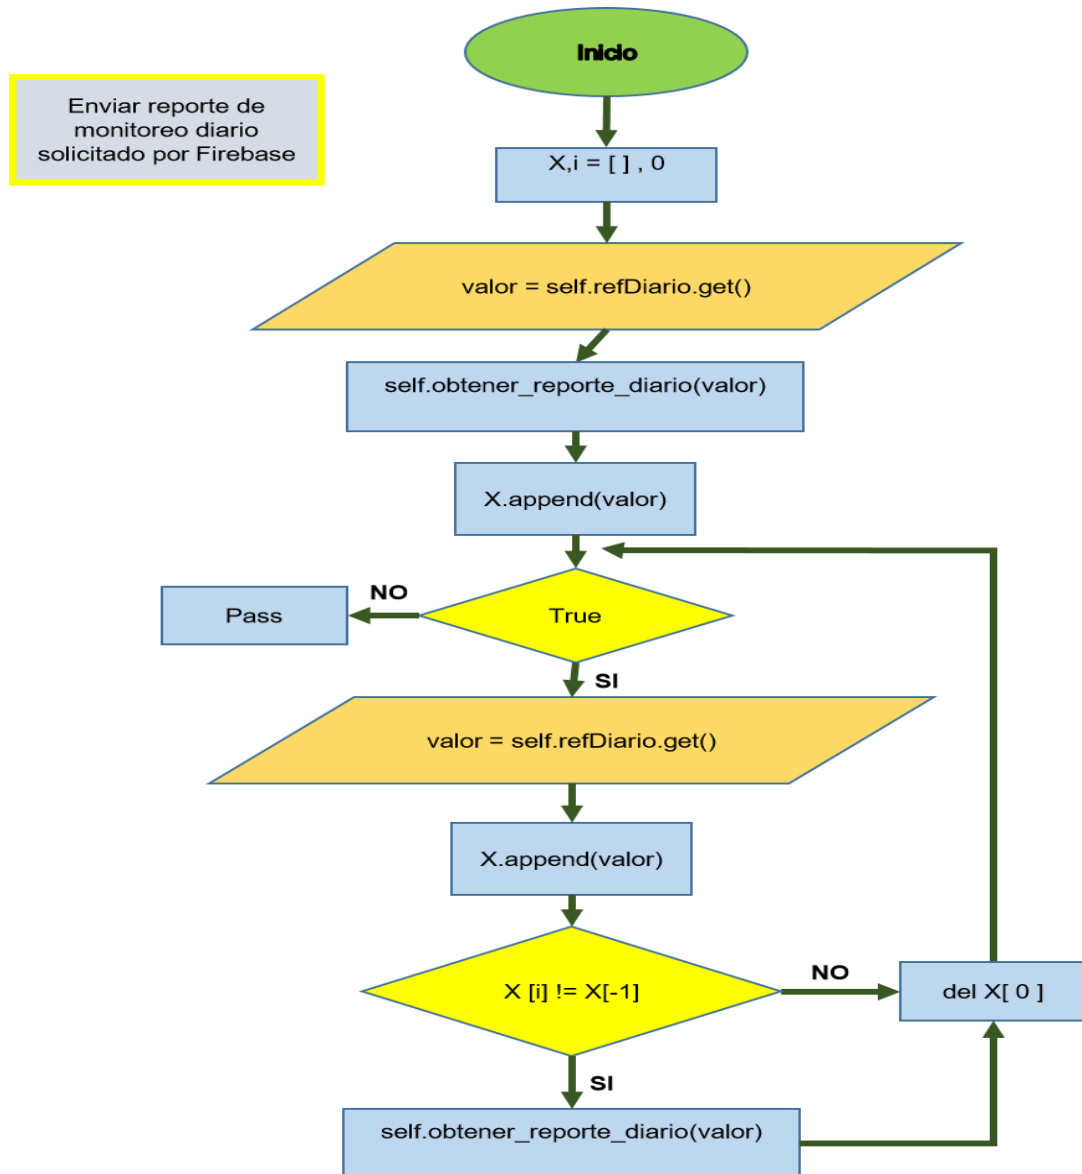 Inicio
Enviar reporte de
monitoreo diario
solicitado por Firebase
X,i = [ ] , 0
valor = self.refDiario.get()
self.obtener_reporte_diario(valor)
X.append(valor)
NO
Pass
True
SI
valor = self.refDiario.get()
X.append(valor)
X [i] != X[-1]
NO
del X[ 0 ]
SI
self.obtener_reporte_diario(valor)